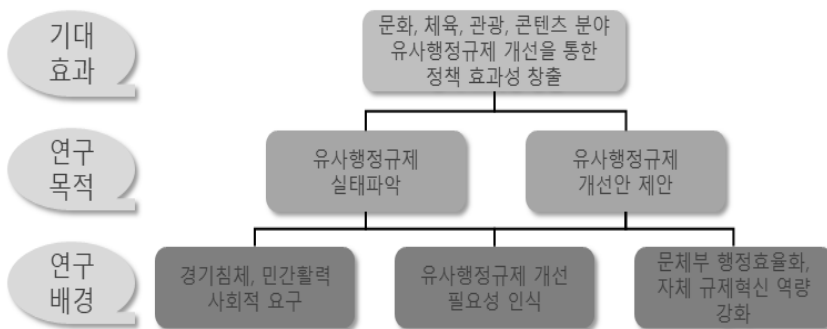 기대
효과
문화, 체육, 관광, 콘텐츠 분야
유사행정규제 개선을 통한
정책 효과성 창출
연구
목적
유사행정규제
실태파악
유사행정규제
개선안 제안
연구
배경
경기침체, 민간활력
사회적 요구
유사행정규제 개선
필요성 인식
문체부 행정효율화,
자체 규제혁신 역량
강화